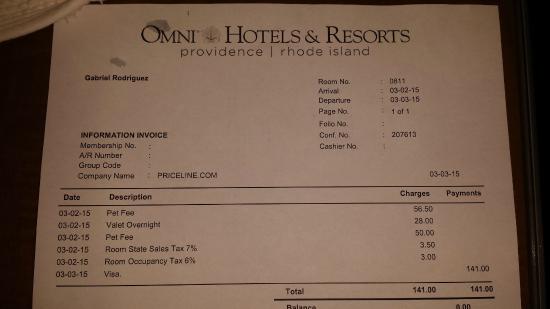 OMNI HOTELS & RESORTS
providence | rhode island
Gabriel Rodriguez
Room No. : 0811
Arrival : 03-02-15
Departure : 03-03-15
Page No. : 1 of 1
Folio No. :
Conf. No. : 207613
Cashier No. :
INFORMATION INVOICE
Membership No. :
A/R Number :
Group Code :
Company Name : PRICELINE.COM
03-03-15
Date Description Charges Payments
03-02-15 Pet Fee 56.50
03-02-15 Valet Overnight 28.00
03-02-15 Pet Fee 50.00
03-02-15 Room State Sales Tax 7% 3.50
03-02-15 Room Occupancy Tax 6% 3.00
03-03-15 Visa. 141.00
Total 141.00 141.00
Balance 0.00